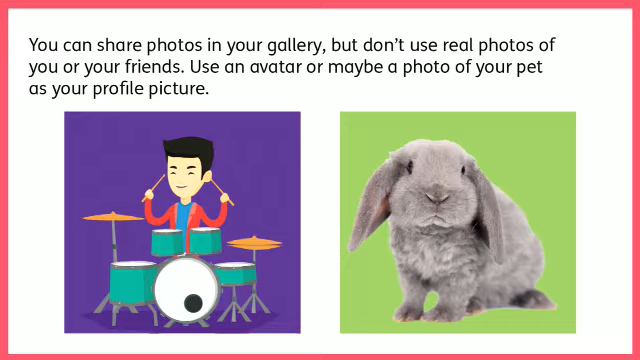 You can share photos in your gallery, but don’t use real photos of
you or your friends. Use an avatar or maybe a photo of your pet
as your profile picture.